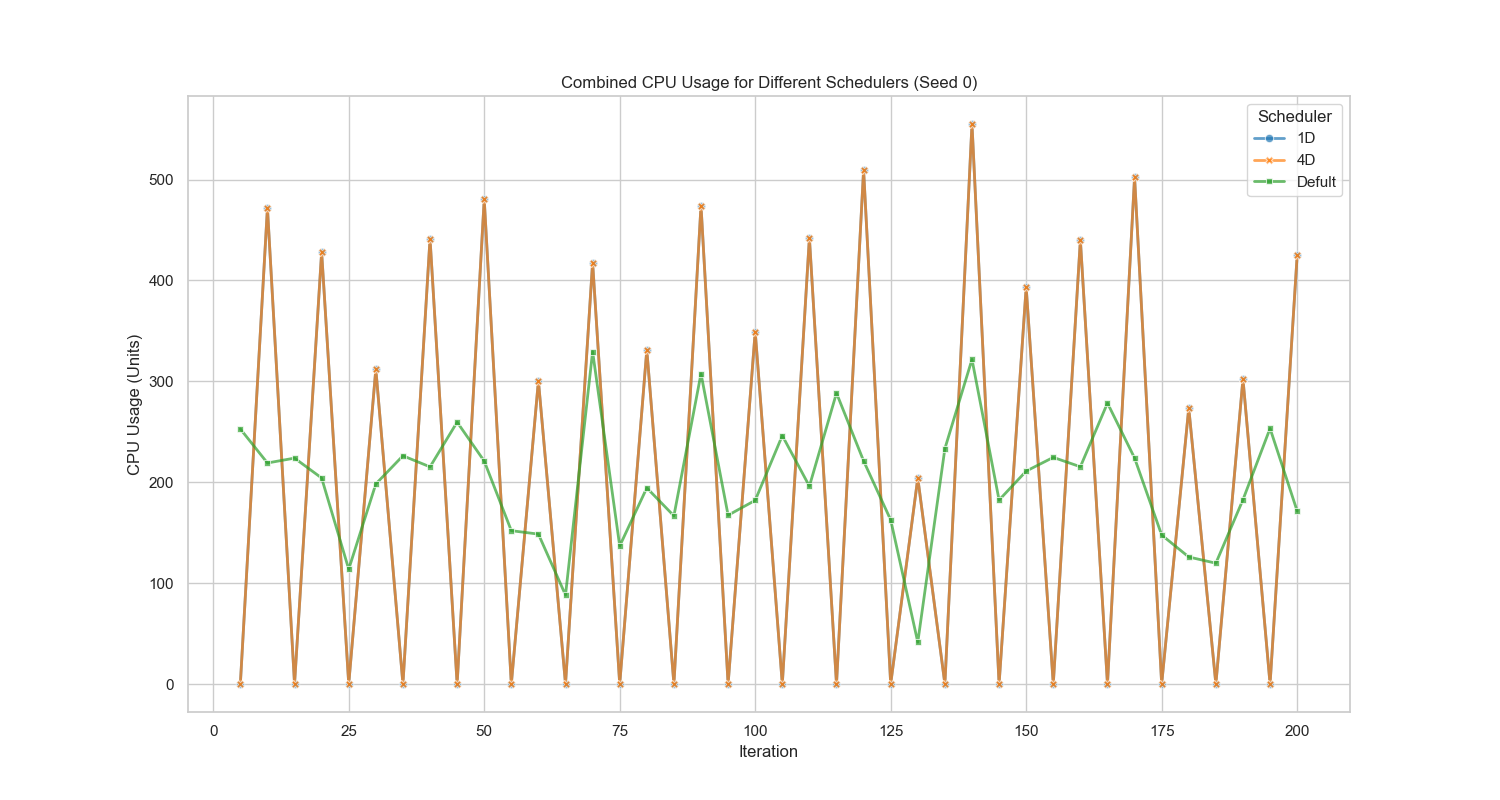 Combined CPU Usage for Different Schedulers (Seed 0)
Scheduler
1D
4D
Defult
CPU Usage (Units)
500
400
300
200
100
0
0 25 50 75 100 125 150 175 200
Iteration